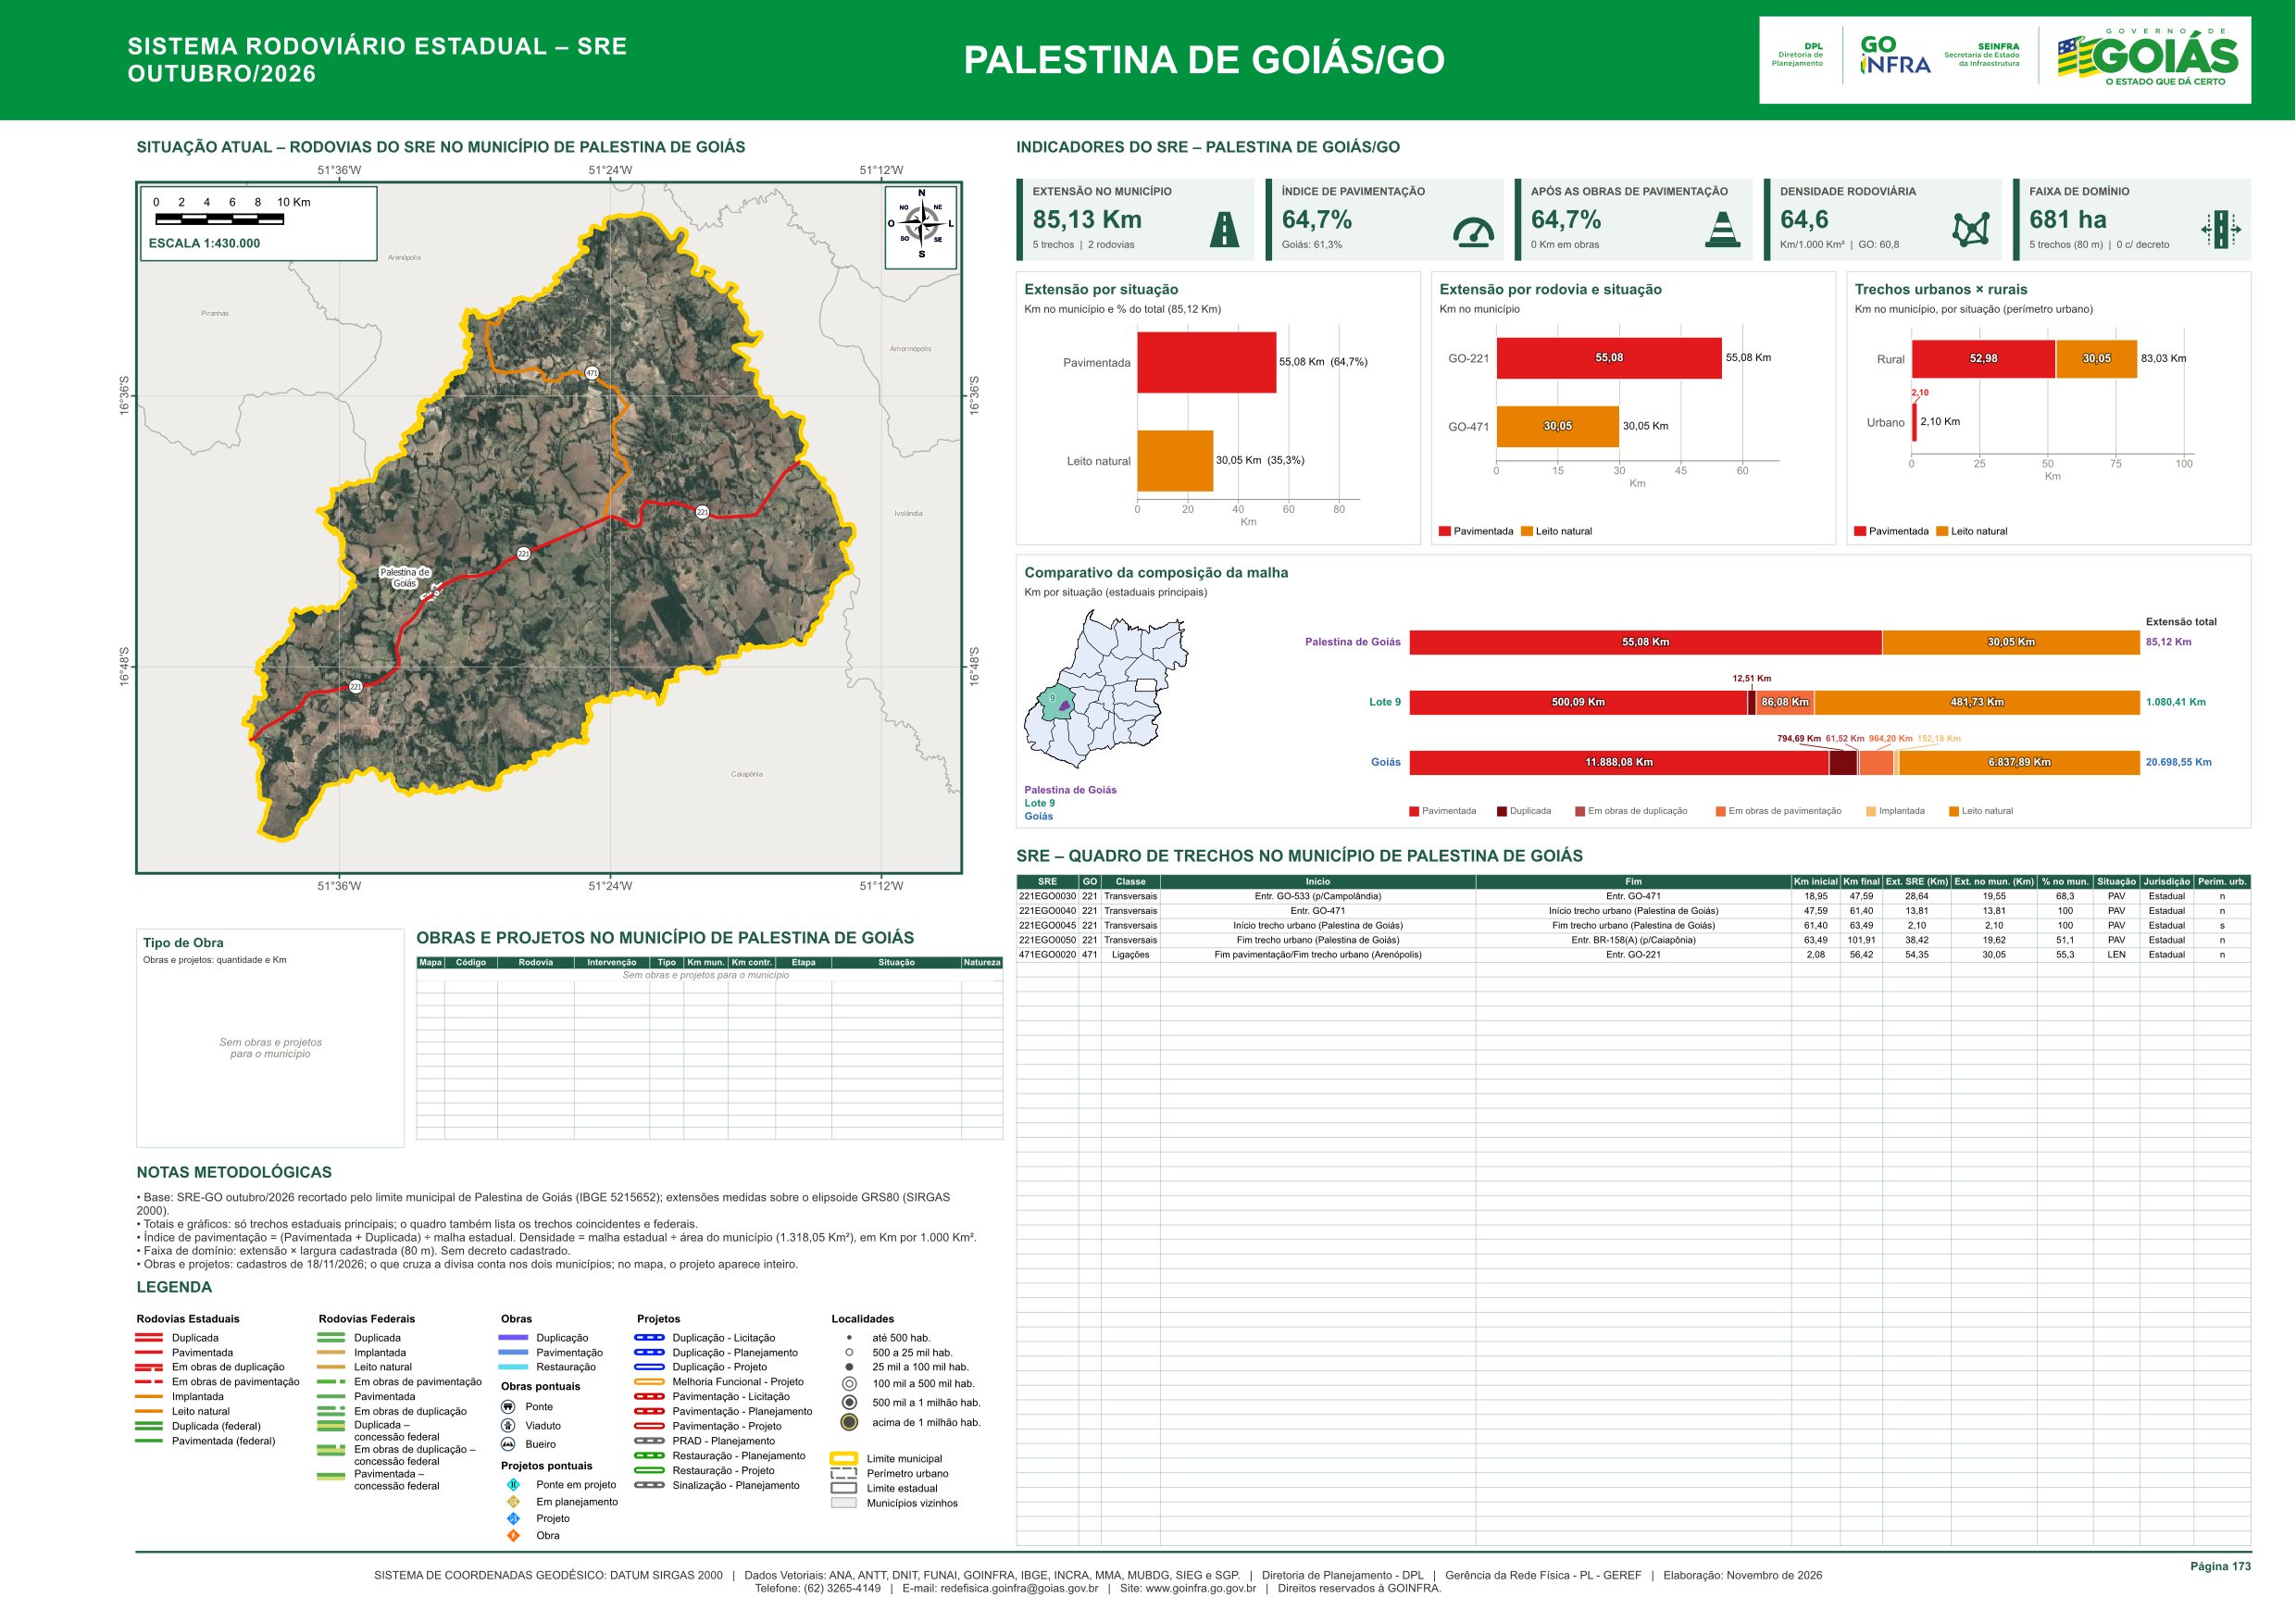 SISTEMA RODOVIÁRIO ESTADUAL – SRE
OUTUBRO/2026
PALESTINA DE GOIÁS/GO
DPL
Diretoria de
Planejamento
GO
iNFRA
SEINFRA
Secretaria de Estado
da Infraestrutura
GOVERNO DE
GOIÁS
O ESTADO QUE DÁ CERTO
SITUAÇÃO ATUAL – RODOVIAS DO SRE NO MUNICÍPIO DE PALESTINA DE GOIÁS
51°36'W 51°24'W 51°12'W
0 2 4 6 8 10 Km
ESCALA 1:430.000
N
NO NE
O L
SO SE
S
Arenópolis
Piranhas
Amorinópolis
16°36'S 16°36'S
471
Ivolândia
221
221
Palestina de
Goiás
16°48'S 16°48'S
221
Caiapônia
51°36'W 51°24'W 51°12'W
INDICADORES DO SRE – PALESTINA DE GOIÁS/GO
EXTENSÃO NO MUNICÍPIO
85,13 Km
5 trechos | 2 rodovias
ÍNDICE DE PAVIMENTAÇÃO
64,7%
Goiás: 61,3%
APÓS AS OBRAS DE PAVIMENTAÇÃO
64,7%
0 Km em obras
DENSIDADE RODOVIÁRIA
64,6
Km/1.000 Km² | GO: 60,8
FAIXA DE DOMÍNIO
681 ha
5 trechos (80 m) | 0 c/ decreto
Extensão por situação
Km no município e % do total (85,12 Km)
Pavimentada 55,08 Km (64,7%)
Leito natural 30,05 Km (35,3%)
0 20 40 60 80
Km
Extensão por rodovia e situação
Km no município
GO-221 55,08 55,08 Km
GO-471 30,05 30,05 Km
0 15 30 45 60
Km
Pavimentada Leito natural
Trechos urbanos × rurais
Km no município, por situação (perímetro urbano)
Rural 52,98 30,05 83,03 Km
2,10
Urbano 2,10 Km
0 25 50 75 100
Km
Pavimentada Leito natural
Comparativo da composição da malha
Km por situação (estaduais principais)
9
Palestina de Goiás
Lote 9
Goiás
Extensão total
Palestina de Goiás 55,08 Km 30,05 Km 85,12 Km
12,51 Km
Lote 9 500,09 Km 86,08 Km 481,73 Km 1.080,41 Km
794,69 Km 61,52 Km 964,20 Km 152,18 Km
Goiás 11.888,08 Km 6.837,89 Km 20.698,55 Km
Pavimentada Duplicada Em obras de duplicação Em obras de pavimentação Implantada Leito natural
SRE – QUADRO DE TRECHOS NO MUNICÍPIO DE PALESTINA DE GOIÁS
SRE GO Classe Início Fim Km inicial Km final Ext. SRE (Km) Ext. no mun. (Km) % no mun. Situação Jurisdição Perím. urb.
221EGO0030 221 Transversais Entr. GO-533 (p/Campolândia) Entr. GO-471 18,95 47,59 28,64 19,55 68,3 PAV Estadual n
221EGO0040 221 Transversais Entr. GO-471 Início trecho urbano (Palestina de Goiás) 47,59 61,40 13,81 13,81 100 PAV Estadual n
221EGO0045 221 Transversais Início trecho urbano (Palestina de Goiás) Fim trecho urbano (Palestina de Goiás) 61,40 63,49 2,10 2,10 100 PAV Estadual s
221EGO0050 221 Transversais Fim trecho urbano (Palestina de Goiás) Entr. BR-158(A) (p/Caiapônia) 63,49 101,91 38,42 19,62 51,1 PAV Estadual n
471EGO0020 471 Ligações Fim pavimentação/Fim trecho urbano (Arenópolis) Entr. GO-221 2,08 56,42 54,35 30,05 55,3 LEN Estadual n
Tipo de Obra
Obras e projetos: quantidade e Km
Sem obras e projetos
para o município
OBRAS E PROJETOS NO MUNICÍPIO DE PALESTINA DE GOIÁS
Mapa Código Rodovia Intervenção Tipo Km mun. Km contr. Etapa Situação Natureza
Sem obras e projetos para o município
NOTAS METODOLÓGICAS
• Base: SRE-GO outubro/2026 recortado pelo limite municipal de Palestina de Goiás (IBGE 5215652); extensões medidas sobre o elipsoide GRS80 (SIRGAS
2000).
• Totais e gráficos: só trechos estaduais principais; o quadro também lista os trechos coincidentes e federais.
• Índice de pavimentação = (Pavimentada + Duplicada) ÷ malha estadual. Densidade = malha estadual ÷ área do município (1.318,05 Km²), em Km por 1.000 Km².
• Faixa de domínio: extensão × largura cadastrada (80 m). Sem decreto cadastrado.
• Obras e projetos: cadastros de 18/11/2026; o que cruza a divisa conta nos dois municípios; no mapa, o projeto aparece inteiro.
LEGENDA
Rodovias Estaduais
Duplicada
Pavimentada
Em obras de duplicação
Em obras de pavimentação
Implantada
Leito natural
Duplicada (federal)
Pavimentada (federal)
Rodovias Federais
Duplicada
Implantada
Leito natural
Em obras de pavimentação
Pavimentada
Em obras de duplicação
Duplicada –
concessão federal
Em obras de duplicação –
concessão federal
Pavimentada –
concessão federal
Obras
Duplicação
Pavimentação
Restauração
Obras pontuais
Ponte
Viaduto
Bueiro
Projetos pontuais
Ponte em projeto
Em planejamento
Projeto
Obra
Projetos
Duplicação - Licitação
Duplicação - Planejamento
Duplicação - Projeto
Melhoria Funcional - Projeto
Pavimentação - Licitação
Pavimentação - Planejamento
Pavimentação - Projeto
PRAD - Planejamento
Restauração - Planejamento
Restauração - Projeto
Sinalização - Planejamento
Localidades
até 500 hab.
500 a 25 mil hab.
25 mil a 100 mil hab.
100 mil a 500 mil hab.
500 mil a 1 milhão hab.
acima de 1 milhão hab.
Limite municipal
Perímetro urbano
Limite estadual
Municípios vizinhos
Página 173
SISTEMA DE COORDENADAS GEODÉSICO: DATUM SIRGAS 2000 | Dados Vetoriais: ANA, ANTT, DNIT, FUNAI, GOINFRA, IBGE, INCRA, MMA, MUBDG, SIEG e SGP. | Diretoria de Planejamento - DPL | Gerência da Rede Física - PL - GEREF | Elaboração: Novembro de 2026
Telefone: (62) 3265-4149 | E-mail: redefisica.goinfra@goias.gov.br | Site: www.goinfra.go.gov.br | Direitos reservados à GOINFRA.